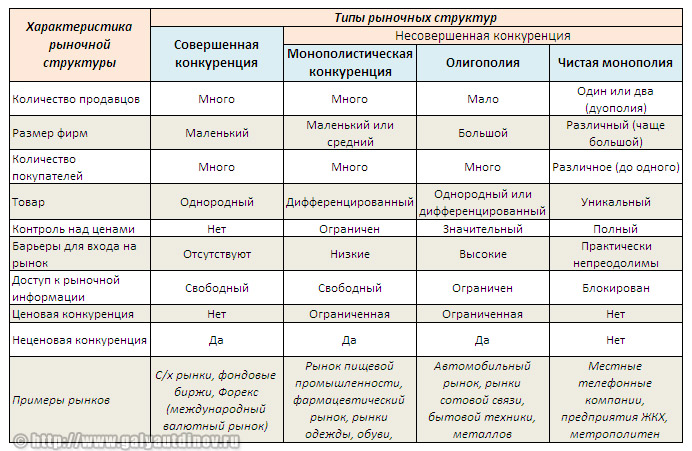 Характеристика рыночной структуры
Типы рыночных структур
Совершенная конкуренция
Несовершенная конкуренция
Монополистическая конкуренция
Олигополия
Чистая монополия
Количество продавцов
Много
Много
Мало
Один или два (дуополия)
Размер фирм
Маленький
Маленький или средний
Большой
Различный (чаще большой)
Количество покупателей
Много
Много
Много
Различное (до одного)
Товар
Однородный
Дифференцированный
Однородный или дифференцированный
Уникальный
Контроль над ценами
Нет
Ограничен
Значительный
Полный
Барьеры для входа на рынок
Отсутствуют
Низкие
Высокие
Практически непреодолимы
Доступ к рыночной информации
Свободный
Свободный
Ограничен
Блокирован
Ценовая конкуренция
Нет
Ограниченная
Ограниченная
Нет
Неценовая конкуренция
Да
Да
Да
Нет
Примеры рынков
С/х рынки, фондовые биржи, Форекс (международный валютный рынок)
Рынок пищевой промышленности, фармацевтический рынок, рынки одежды, обуви,
Автомобильный рынок, рынки сотовой связи, бытовой техники, металлов
Местные телефонные компании, предприятия ЖКХ, метрополитен
© http://www.galyautdinov.ru